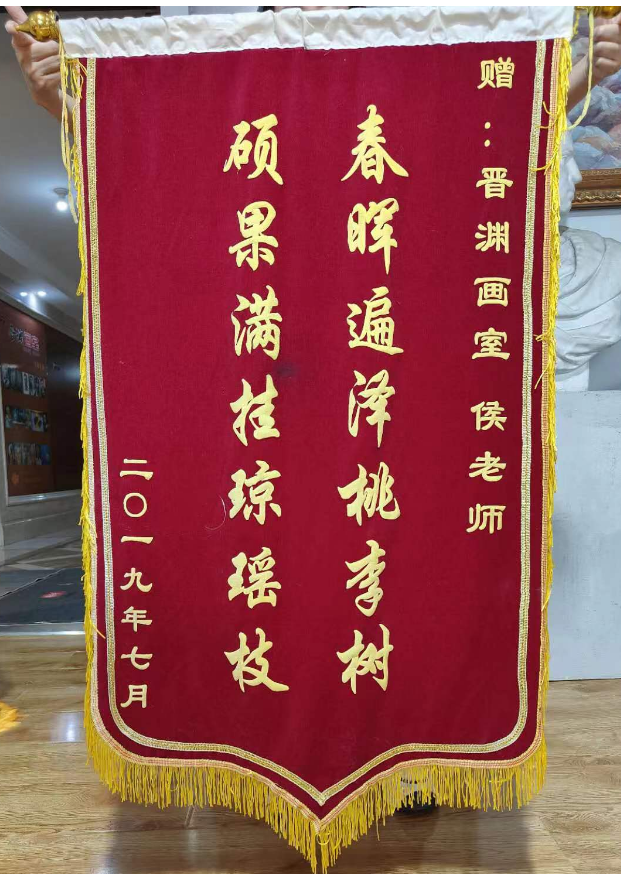 赠：晋渊画室 侯老师
春晖遍泽桃李树
硕果满挂琼瑶枝
二〇一九年七月